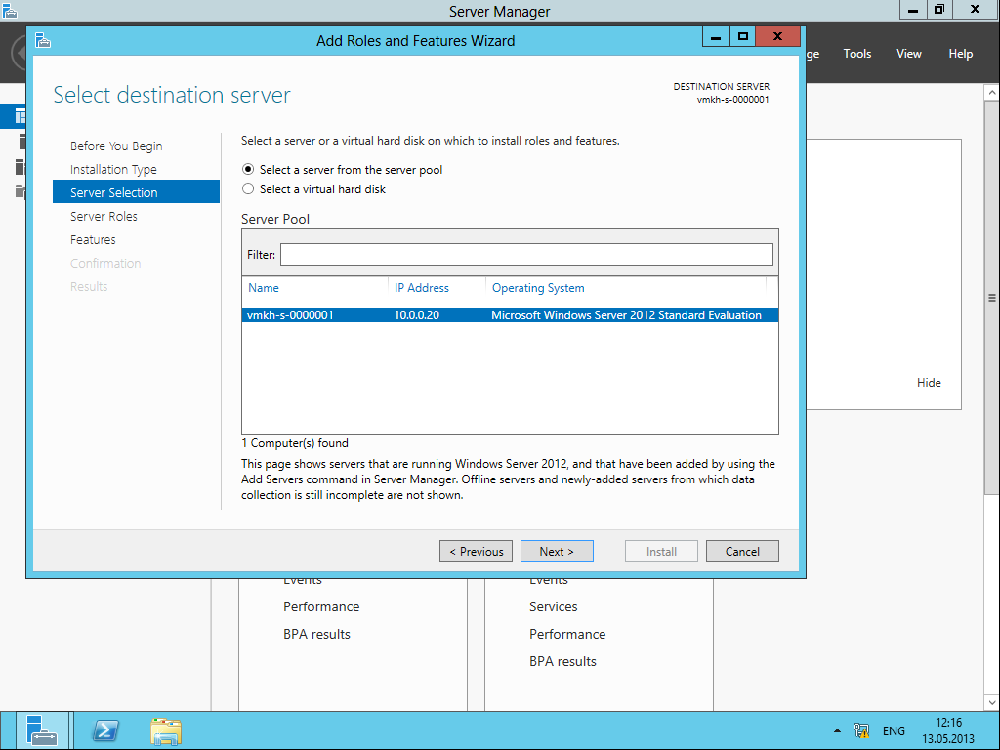 Server Manager
Add Roles and Features Wizard
ge Tools View Help
Select destination server
DESTINATION SERVER
vmkh-s-0000001
Before You Begin
Installation Type
Server Selection
Server Roles
Features
Confirmation
Results
Select a server or a virtual hard disk on which to install roles and features.
Select a server from the server pool
Select a virtual hard disk
Server Pool
Filter:
Name IP Address Operating System
vmkh-s-0000001 10.0.0.20 Microsoft Windows Server 2012 Standard Evaluation
1 Computer(s) found
This page shows servers that are running Windows Server 2012, and that have been added by using the
Add Servers command in Server Manager. Offline servers and newly-added servers from which data
collection is still incomplete are not shown.
< Previous Next > Install Cancel
Hide
Events
Performance
BPA results
Events
Services
Performance
BPA results
ENG
12:16
13.05.2013